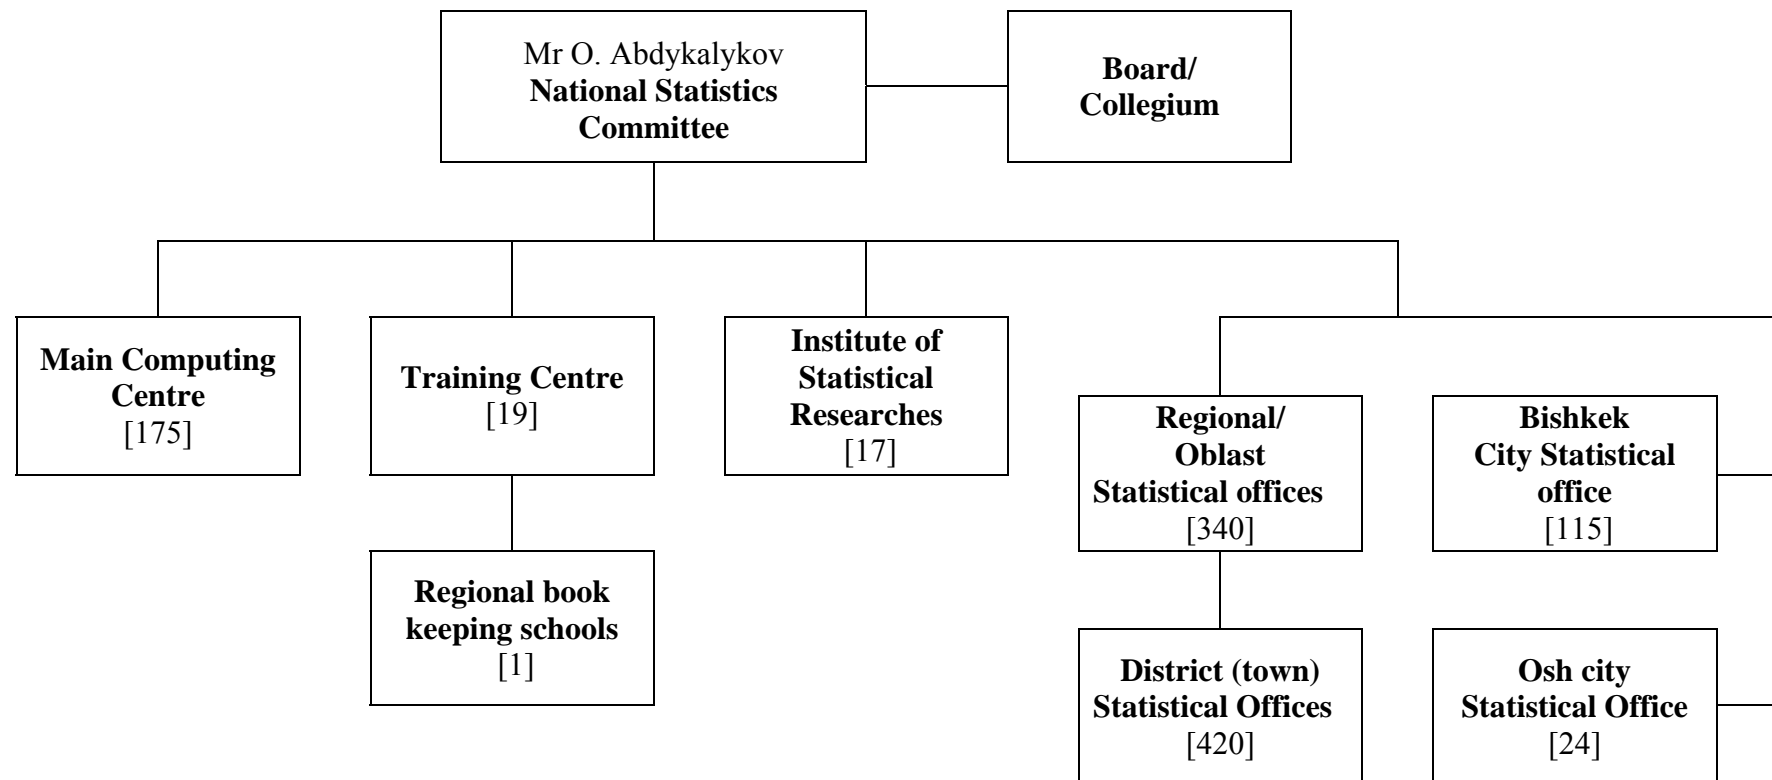 Mr O. Abdykalykov
National Statistics
Committee
Board/
Collegium
Main Computing
Centre
[175]
Training Centre
[19]
Institute of
Statistical
Researches
[17]
Regional/
Oblast
Statistical offices
[340]
Bishkek
City Statistical
office
[115]
Regional book
keeping schools
[1]
District (town)
Statistical Offices
[420]
Osh city
Statistical Office
[24]